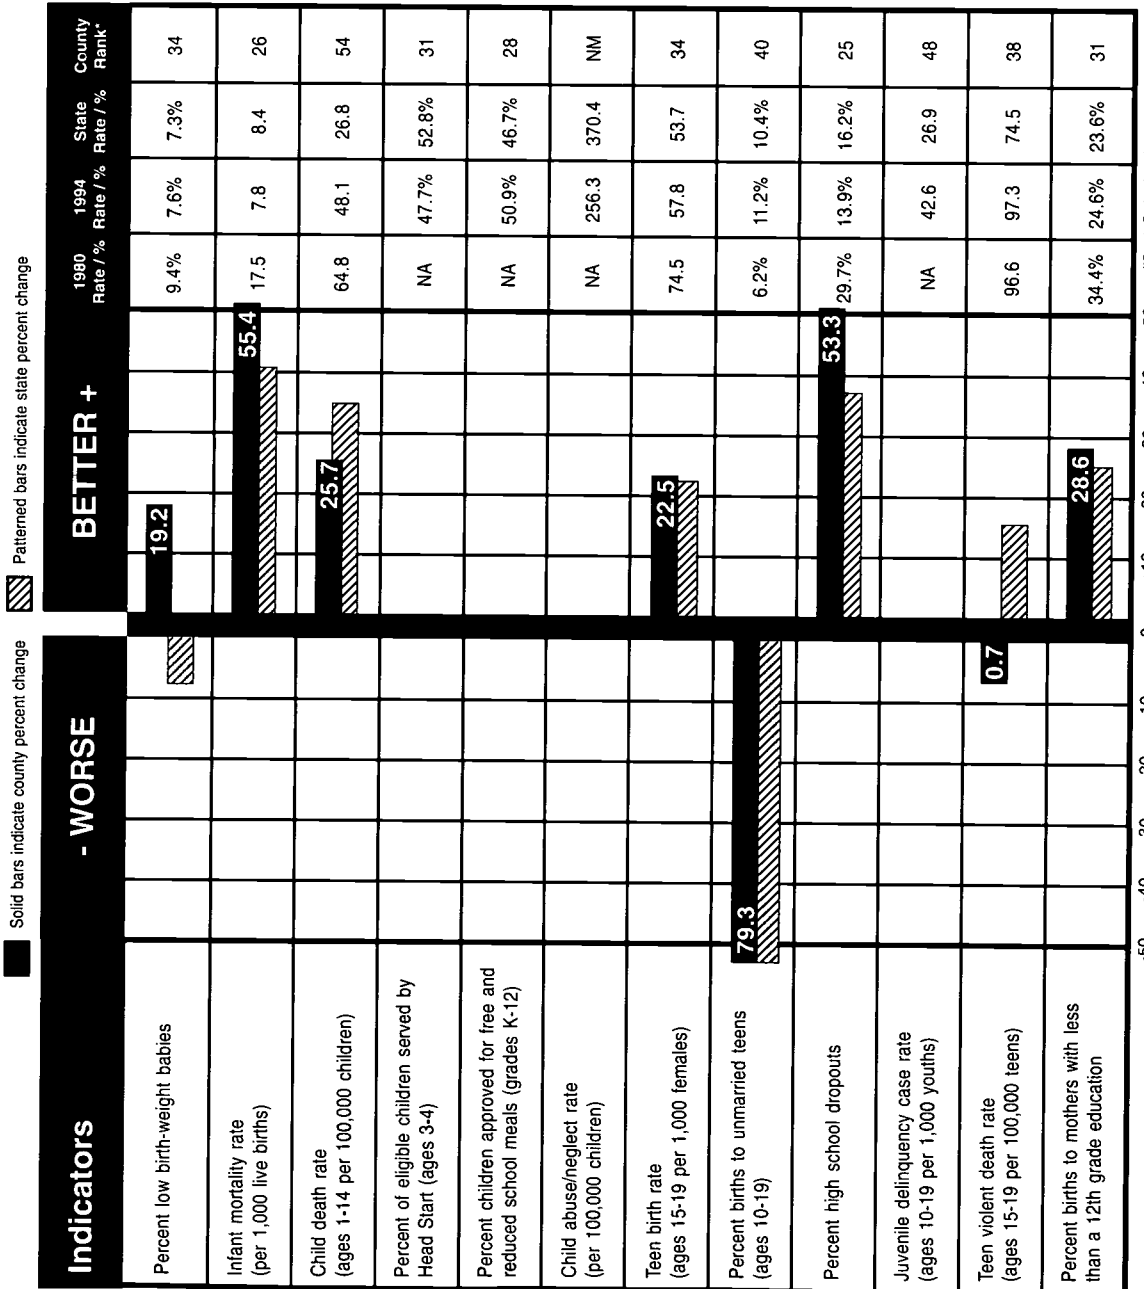 Solid bars indicate county percent change
Patterned bars indicate state percent change
Indicators
- WORSE
BETTER +
1980
Rate / %
1994
Rate / %
State
Rate / %
County
Rank*
Percent low birth-weight babies
19.2
9.4%
7.6%
7.3%
34
Infant mortality rate
(per 1,000 live births)
55.4
17.5
7.8
8.4
26
Child death rate
(ages 1-14 per 100,000 children)
25.7
64.8
48.1
26.8
54
Percent of eligible children served by
Head Start (ages 3-4)
NA
47.7%
52.8%
31
Percent children approved for free and
reduced school meals (grades K-12)
NA
50.9%
46.7%
28
Child abuse/neglect rate
(per 100,000 children)
NA
256.3
370.4
NM
Teen birth rate
(ages 15-19 per 1,000 females)
22.5
74.5
57.8
53.7
34
Percent births to unmarried teens
(ages 10-19)
79.3
6.2%
11.2%
10.4%
40
Percent high school dropouts
53.3
29.7%
13.9%
16.2%
25
Juvenile delinquency case rate
(ages 10-19 per 1,000 youths)
NA
42.6
26.9
48
Teen violent death rate
(ages 15-19 per 100,000 teens)
0.7
96.6
97.3
74.5
38
Percent births to mothers with less
than a 12th grade education
28.6
34.4%
24.6%
23.6%
31